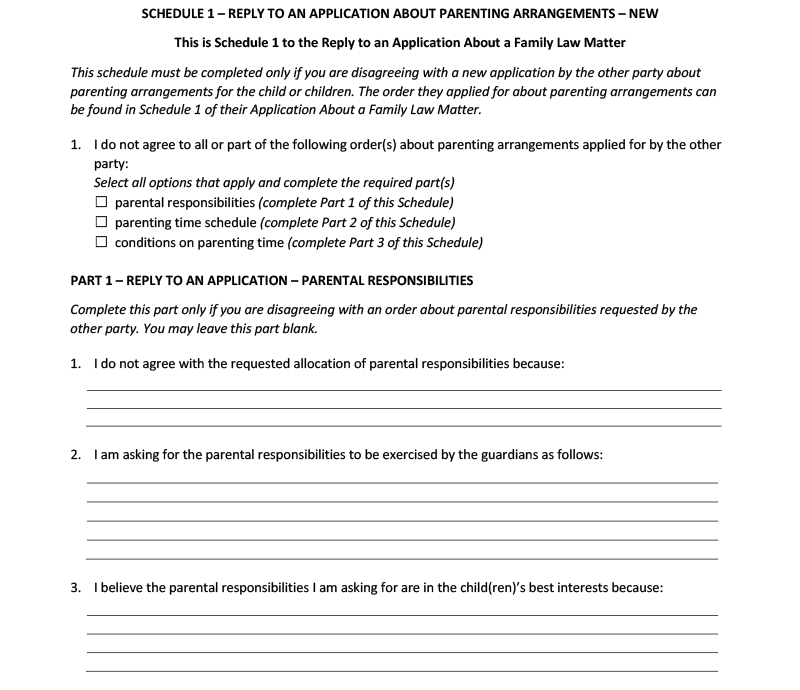 SCHEDULE 1 – REPLY TO AN APPLICATION ABOUT PARENTING ARRANGEMENTS – NEW
This is Schedule 1 to the Reply to an Application About a Family Law Matter
This schedule must be completed only if you are disagreeing with a new application by the other party about
parenting arrangements for the child or children. The order they applied for about parenting arrangements can
be found in Schedule 1 of their Application About a Family Law Matter.
1. I do not agree to all or part of the following order(s) about parenting arrangements applied for by the other
party:
Select all options that apply and complete the required part(s)
☐ parental responsibilities (complete Part 1 of this Schedule)
☐ parenting time schedule (complete Part 2 of this Schedule)
☐ conditions on parenting time (complete Part 3 of this Schedule)
PART 1 – REPLY TO AN APPLICATION – PARENTAL RESPONSIBILITIES
Complete this part only if you are disagreeing with an order about parental responsibilities requested by the
other party. You may leave this part blank.
1. I do not agree with the requested allocation of parental responsibilities because:
2. I am asking for the parental responsibilities to be exercised by the guardians as follows:
3. I believe the parental responsibilities I am asking for are in the child(ren)’s best interests because: